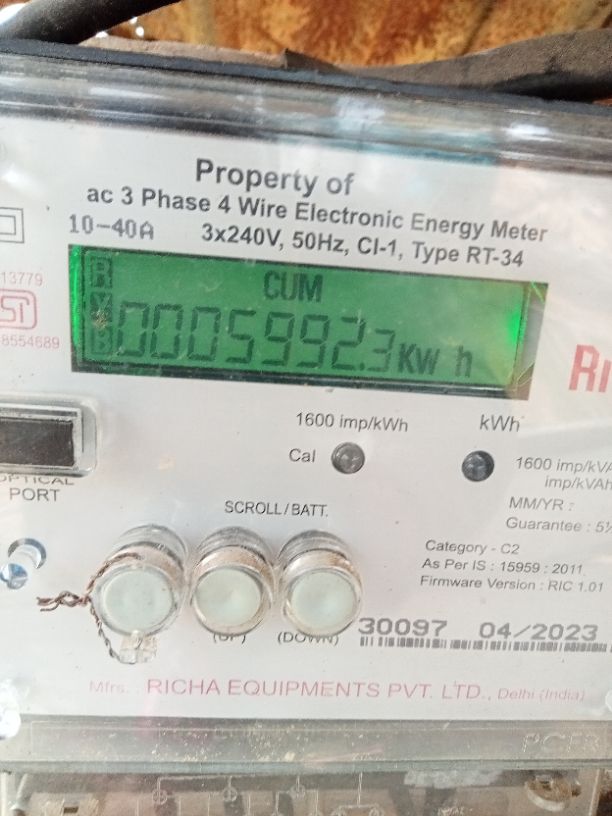 Property of
ac 3 Phase 4 Wire Electronic Energy Meter
10-40A 3x240V, 50Hz, Cl-1, Type RT-34
13779
8554689
CUM
0005992.3 KW h
1600 imp/kWh kWh
Cal
1600 imp/kVA
imp/kVAh
OPTICAL
PORT
MM/YR :
Guarantee : 5½
SCROLL/BATT.
Category - C2
As Per IS : 15959 : 2011
Firmware Version : RIC 1.01
(UP) (DOWN)
30097 04/2023
Mfrs. : RICHA EQUIPMENTS PVT. LTD., Delhi (India)